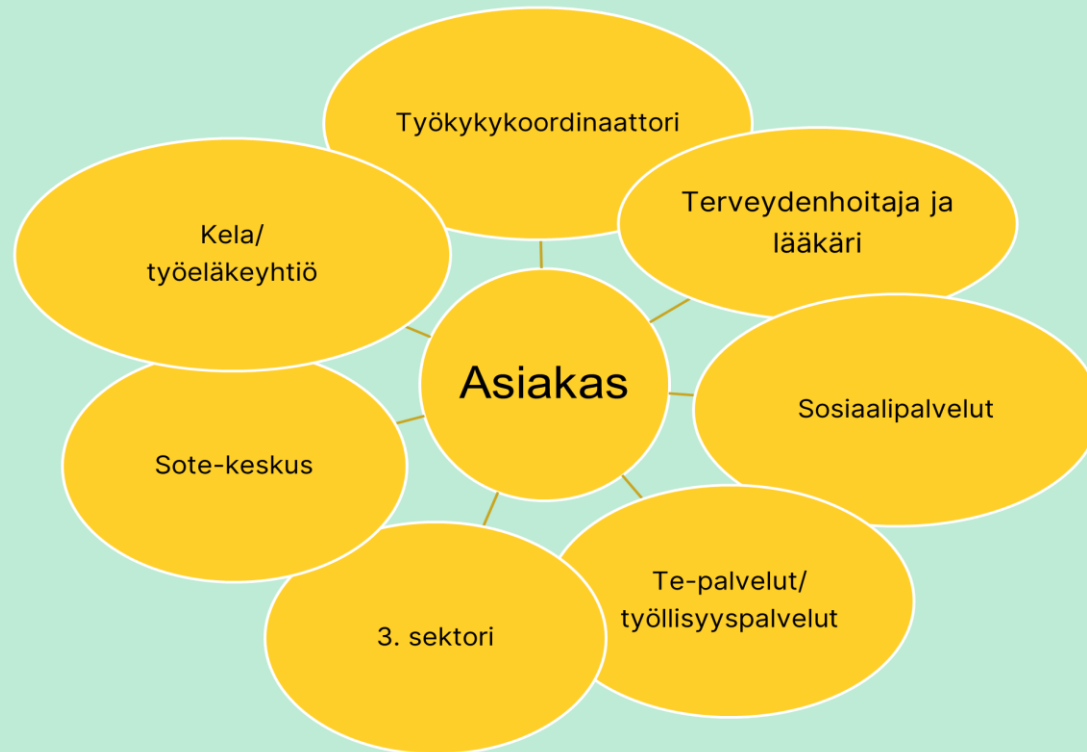 Työkykykoordinaattori
Terveydenhoitaja ja
lääkäri
Kela/
työeläkeyhtiö
Asiakas
Sosiaalipalvelut
Sote-keskus
Te-palvelut/
työllisyyspalvelut
3. sektori